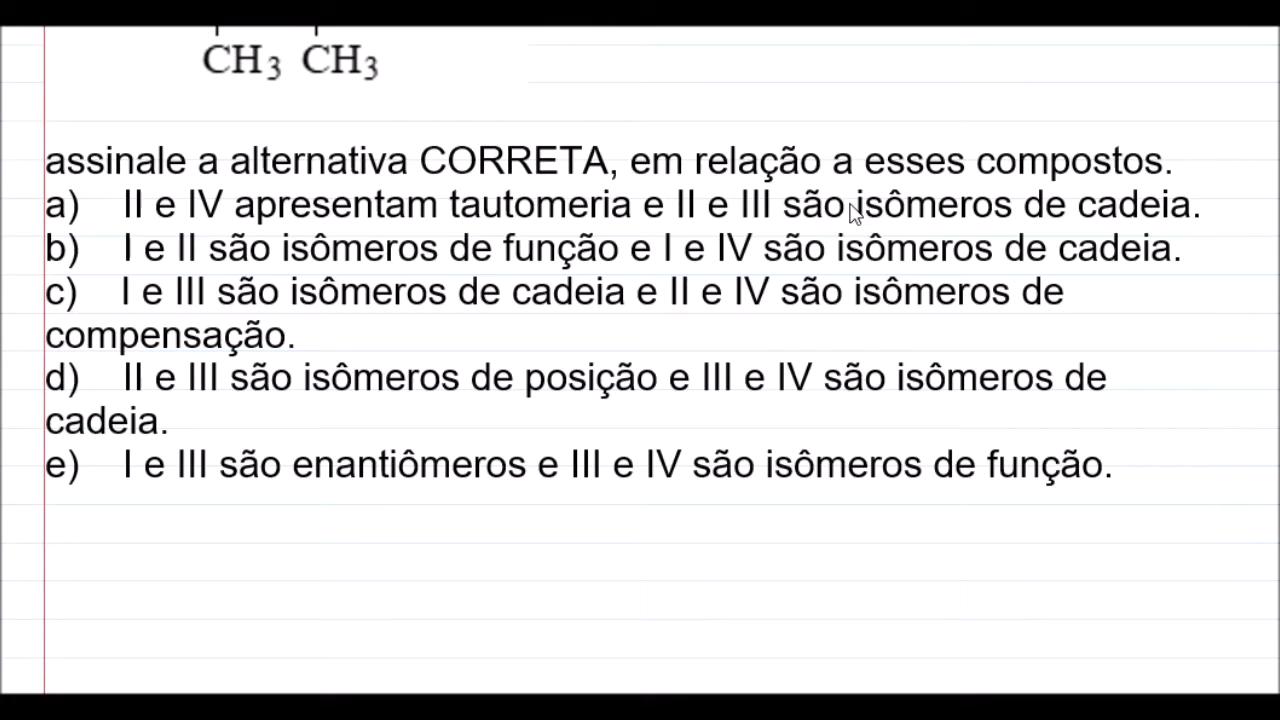 CH3 CH3
assinale a alternativa CORRETA, em relação a esses compostos.
a) II e IV apresentam tautomeria e II e III são isômeros de cadeia.
b) I e II são isômeros de função e I e IV são isômeros de cadeia.
c) I e III são isômeros de cadeia e II e IV são isômeros de
compensação.
d) II e III são isômeros de posição e III e IV são isômeros de
cadeia.
e) I e III são enantiômeros e III e IV são isômeros de função.